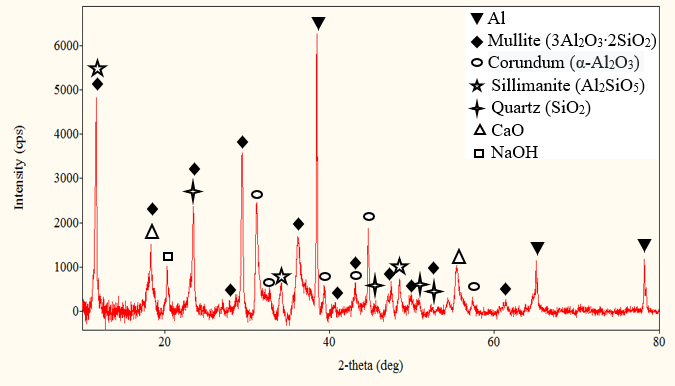 Al
Mullite (3Al₂O₃·2SiO₂)
Corundum (α-Al₂O₃)
Sillimanite (Al₂SiO₅)
Quartz (SiO₂)
CaO
NaOH
Intensity (cps)
6000
5000
4000
3000
2000
1000
0
20 40 60 80
2-theta (deg)